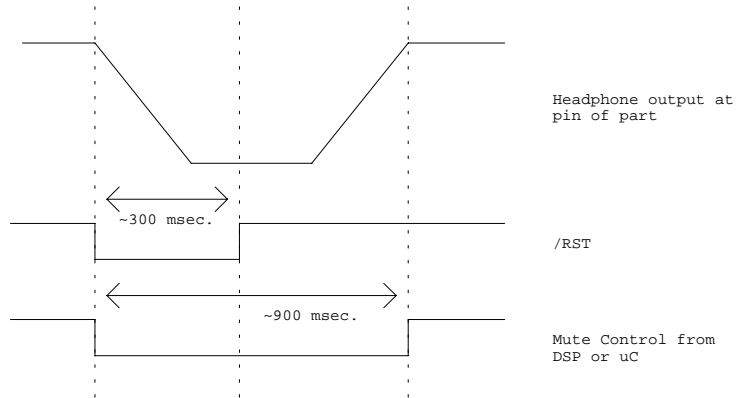 Headphone output at
pin of part
~300 msec.
/RST
~900 msec.
Mute Control from
DSP or uC